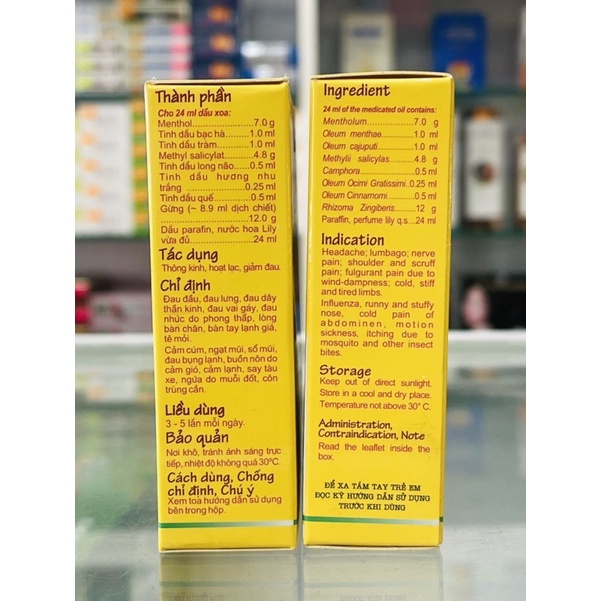 Thành phần
Cho 24 ml dầu xoa:
Menthol...............7.0 g
Tinh dầu bạc hà..........1.0 ml
Tinh dầu tràm............1.0 ml
Methyl salicylat...........4.8 g
Tinh dầu long não.......0.5 ml
Tinh dầu hương nhu
trắng..................0.25 ml
Tinh dầu quế..............0.5 ml
Gừng (~ 8.9 ml dịch chiết)
..........................12.0 g
Dầu parafin, nước hoa Lily
vừa đủ.....................24 ml
Tác dụng
Thông kinh, hoạt lạc, giảm đau.
Chỉ định
Đau đầu, đau lưng, đau dây
thần kinh, đau vai gáy, đau
nhức do phong thấp, lòng
bàn chân, bàn tay lạnh giá,
tê mỏi.
Cảm cúm, ngạt mũi, sổ mũi,
đau bụng lạnh, buồn nôn do
cảm gió, cảm lạnh, say tàu
xe, ngứa do muỗi đốt, côn
trùng cắn.
Liều dùng
3 - 5 lần mỗi ngày.
Bảo quản
Nơi khô, tránh ánh sáng trực
tiếp, nhiệt độ không quá 30ºC.
Cách dùng, Chống
chỉ định, Chú ý
Xem toa hướng dẫn sử dụng
bên trong hộp.
Ingredient
24 ml of the medicated oil contains:
Mentholum...............7.0 g
Oleum menthae.........1.0 ml
Oleum cajuputi..........1.0 ml
Methylii salicylas........4.8 g
Camphora.................0.5 ml
Oleum Ocimi Gratissimi..0.25 ml
Oleum Cinnamomi......0.5 ml
Rhizoma Zingiberis.......12 g
Paraffin, perfume lily q.s...24 ml
Indication
Headache; lumbago; nerve
pain; shoulder and scruff
pain; fulgurant pain due to
wind-dampness; cold, stiff
and tired limbs.
Influenza, runny and stuffy
nose, cold pain of
abdominen, motion
sickness, itching due to
mosquito and other insect
bites.
Storage
Keep out of direct sunlight.
Store in a cool and dry place.
Temperature not above 30° C.
Administration,
Contraindication, Note
Read the leaflet inside the
box.
ĐỂ XA TẦM TAY TRẺ EM
ĐỌC KỸ HƯỚNG DẪN SỬ DỤNG
TRƯỚC KHI DÙNG